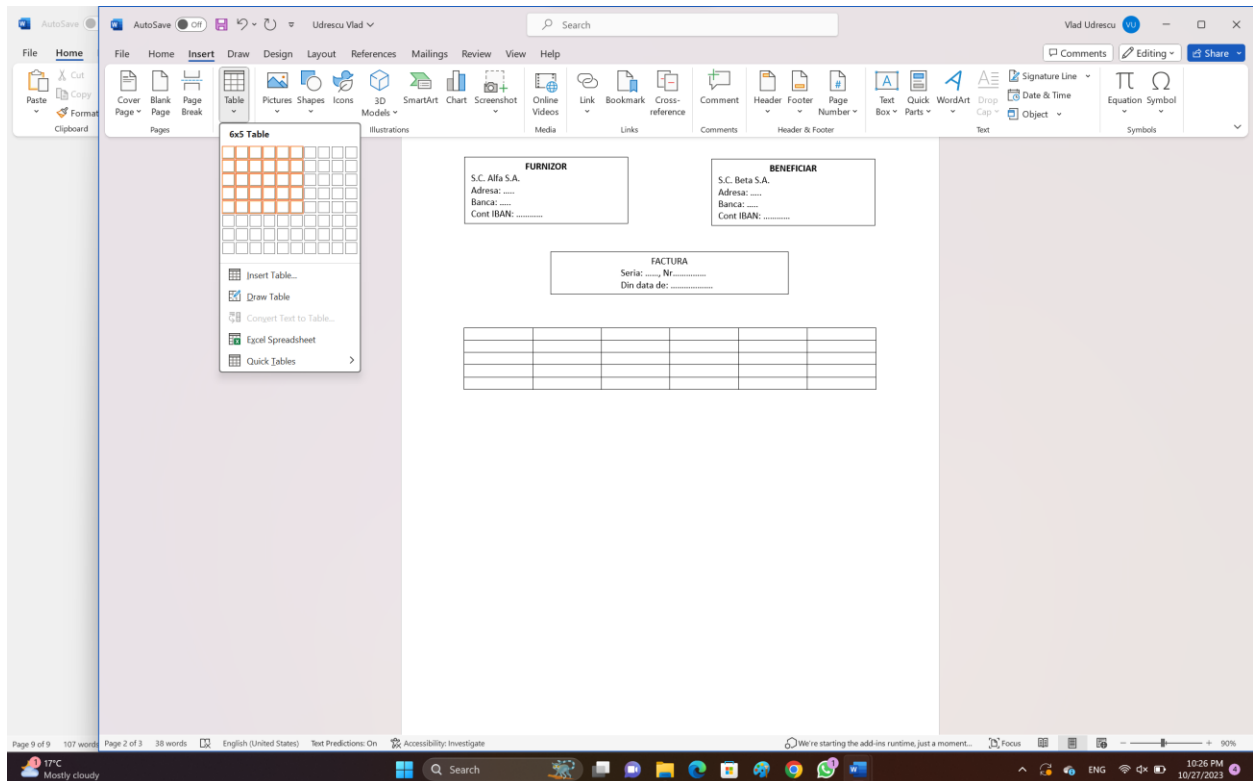 AutoSave
AutoSave Off Udrescu Vlad Search Vlad Udrescu VU
File Home
File Home Insert Draw Design Layout References Mailings Review View Help Comments Editing Share
Paste Cut Copy Format
Clipboard
Cover Page Blank Page Page Break Table Pictures Shapes Icons 3D Models SmartArt Chart Screenshot Online Videos Link Bookmark Cross-reference Comment Header Footer Page Number Text Box Quick Parts WordArt Drop Cap Signature Line Date & Time Object Equation Symbol
Pages Illustrations Media Links Comments Header & Footer Text Symbols
6x5 Table
Insert Table...
Draw Table
Convert Text to Table...
Excel Spreadsheet
Quick Tables
FURNIZOR
S.C. Alfa S.A.
Adresa: .....
Banca: .....
Cont IBAN: ............
BENEFICIAR
S.C. Beta S.A.
Adresa: .....
Banca: .....
Cont IBAN: ............
FACTURA
Seria: ....., Nr..............
Din data de: ..................
Page 9 of 9 107 words
Page 2 of 3 38 words English (United States) Text Predictions: On Accessibility: Investigate We're starting the add-ins runtime, just a moment... Focus 90%
17°C
Mostly cloudy
Search
ENG
10:26 PM
10/27/2023
4